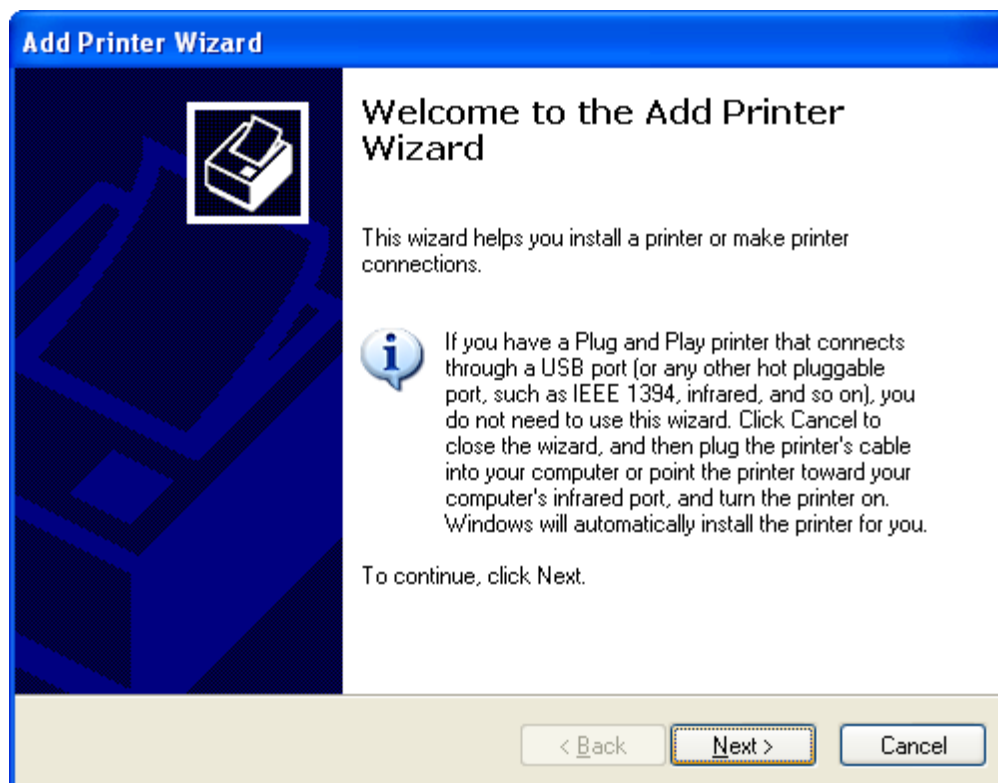 Add Printer Wizard
Welcome to the Add Printer
Wizard
This wizard helps you install a printer or make printer
connections.
If you have a Plug and Play printer that connects
through a USB port (or any other hot pluggable
port, such as IEEE 1394, infrared, and so on), you
do not need to use this wizard. Click Cancel to
close the wizard, and then plug the printer's cable
into your computer or point the printer toward your
computer's infrared port, and turn the printer on.
Windows will automatically install the printer for you.
To continue, click Next.
< Back
Next >
Cancel